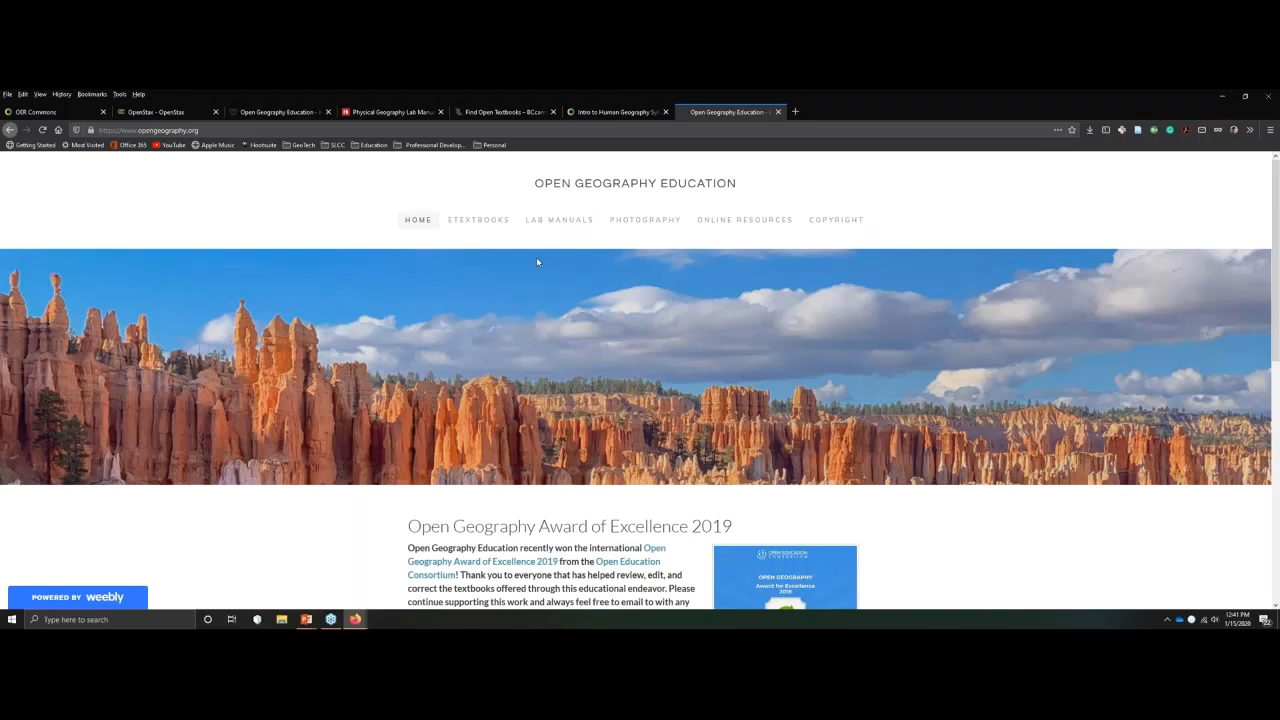 File Edit View History Bookmarks Tools Help
OER Commons OpenStax - OpenStax Open Geography Education - Physical Geography Lab Manu Find Open Textbooks – BCcam Intro to Human Geography Syl Open Geography Education -
https://www.opengeography.org
Getting Started Most Visited Office 365 YouTube Apple Music Hootsuite GeoTech SLCC Education Professional Develop... Personal
OPEN GEOGRAPHY EDUCATION
HOME ETEXTBOOKS LAB MANUALS PHOTOGRAPHY ONLINE RESOURCES COPYRIGHT
Open Geography Award of Excellence 2019
Open Geography Education recently won the international Open
Geography Award of Excellence 2019 from the Open Education
Consortium! Thank you to everyone that has helped review, edit, and
correct the textbooks offered through this educational endeavor. Please
continue supporting this work and always feel free to email to with any
OPEN EDUCATION
CONSORTIUM
OPEN GEOGRAPHY
Award for Excellence
2019
POWERED BY weebly
Type here to search
12:41 PM
1/15/2020